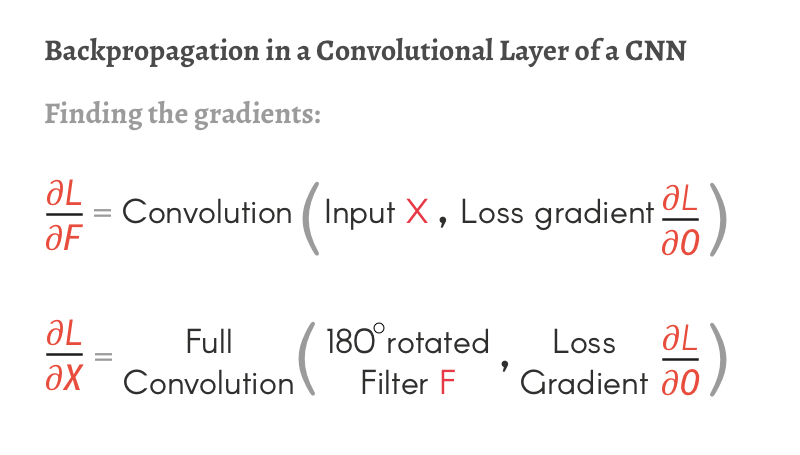 Backpropagation in a Convolutional Layer of a CNN
Finding the gradients:
∂L/∂F = Convolution ( Input X , Loss gradient ∂L/∂O )
∂L/∂X = Full Convolution ( 180° rotated Filter F , Loss Gradient ∂L/∂O )